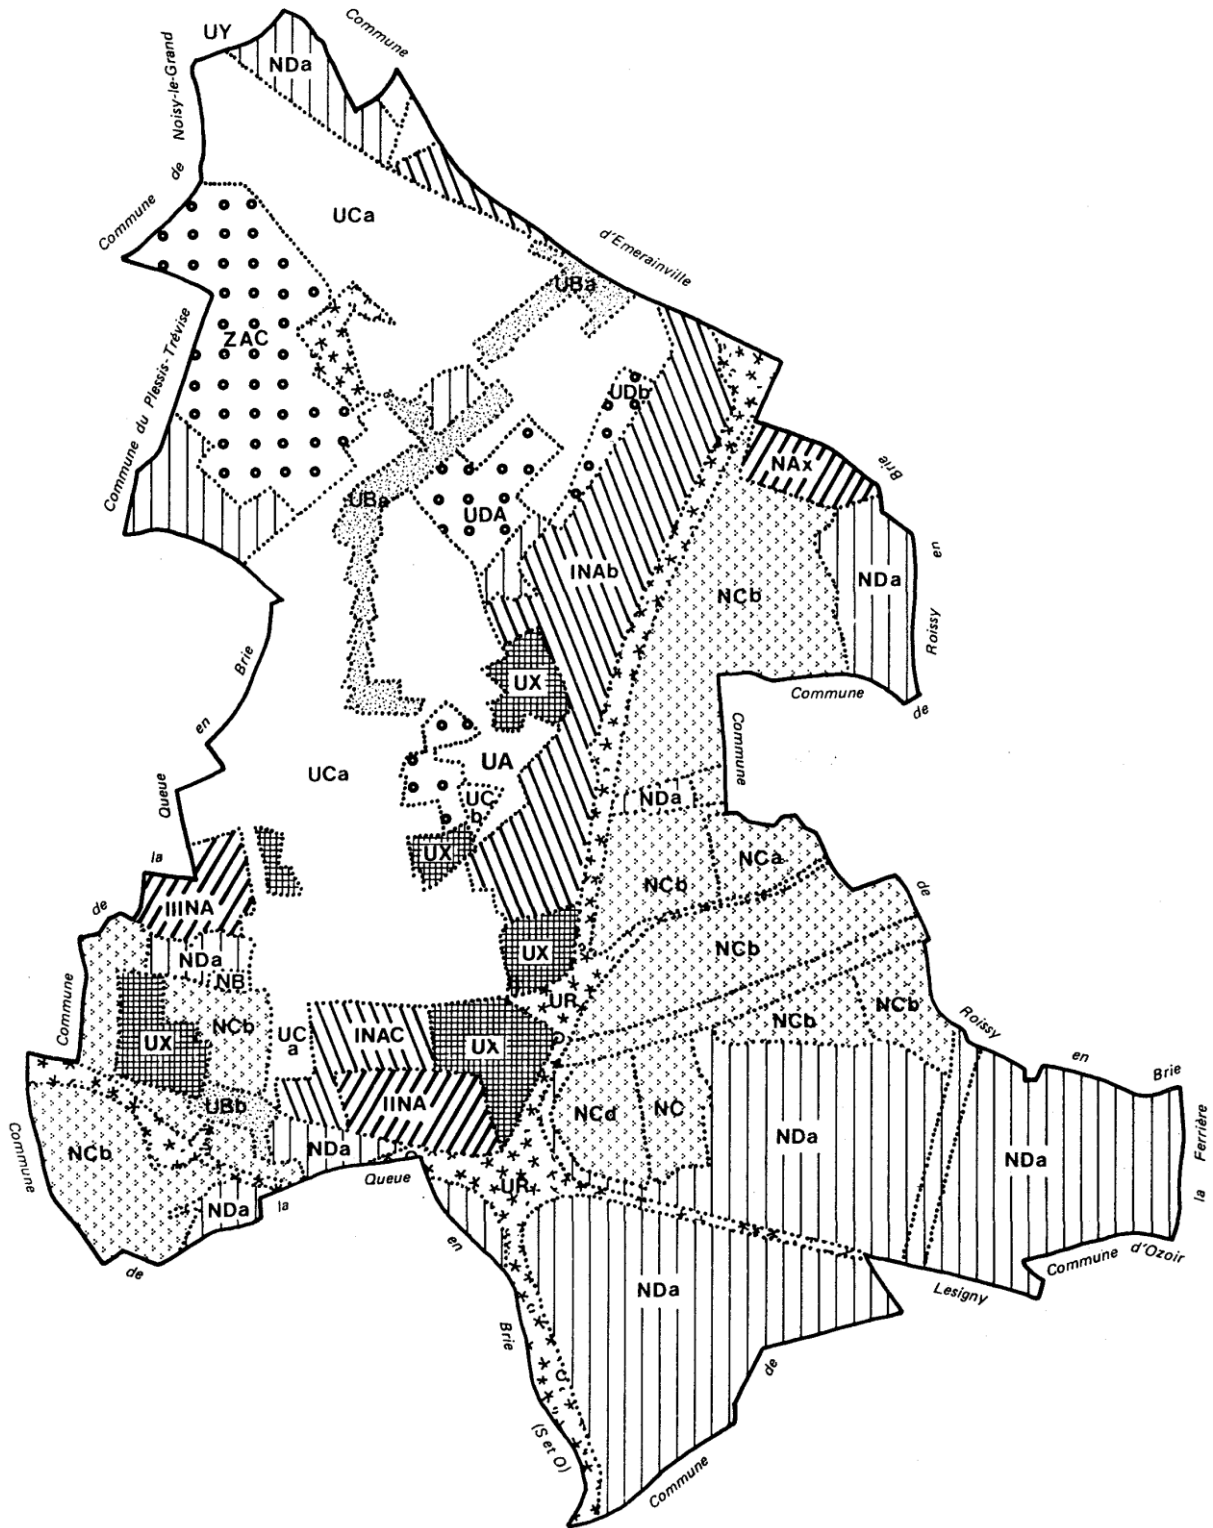 UY
Commune
NDa
de Noisy-le-Grand
Commune
UCa
d'Emerainville
UBa
ZAC
Commune du Plessis-Trévise
UDb
NAx
Brie
UBa
UDA
en
INAb
NDa
NCb
Roissy
Brie
UX
Commune
de
en
Commune
UA
UCa
Queue
NDa
UC
b
UX
la
NCa
NCb
IIINA
de
de
UX
NCb
NDa
NB
Commune
UR
NCb
NCb
UX
NCb
UC
a
INAC
UX
Roissy
en
Brie
UBb
IINA
NCd
NC
Commune
NDa
NDa
NCb
NDa
Ferrière
Queue
UR
la
NDa
la
en
de
Commune
d'Ozoir
NDa
Lesigny
Brie
de
(S et O)
Commune